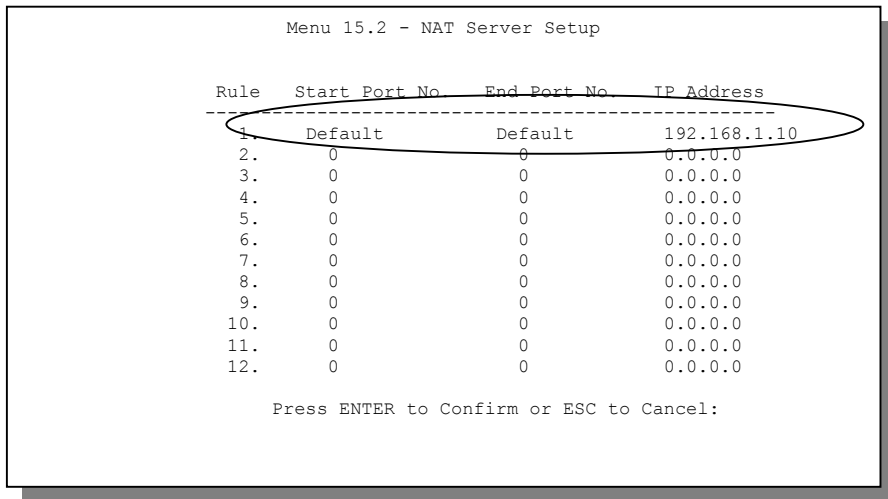 Menu 15.2 - NAT Server Setup
Rule Start Port No. End Port No. IP Address
------------------------------------------------------
1. Default Default 192.168.1.10
2. 0 0 0.0.0.0
3. 0 0 0.0.0.0
4. 0 0 0.0.0.0
5. 0 0 0.0.0.0
6. 0 0 0.0.0.0
7. 0 0 0.0.0.0
8. 0 0 0.0.0.0
9. 0 0 0.0.0.0
10. 0 0 0.0.0.0
11. 0 0 0.0.0.0
12. 0 0 0.0.0.0
Press ENTER to Confirm or ESC to Cancel: